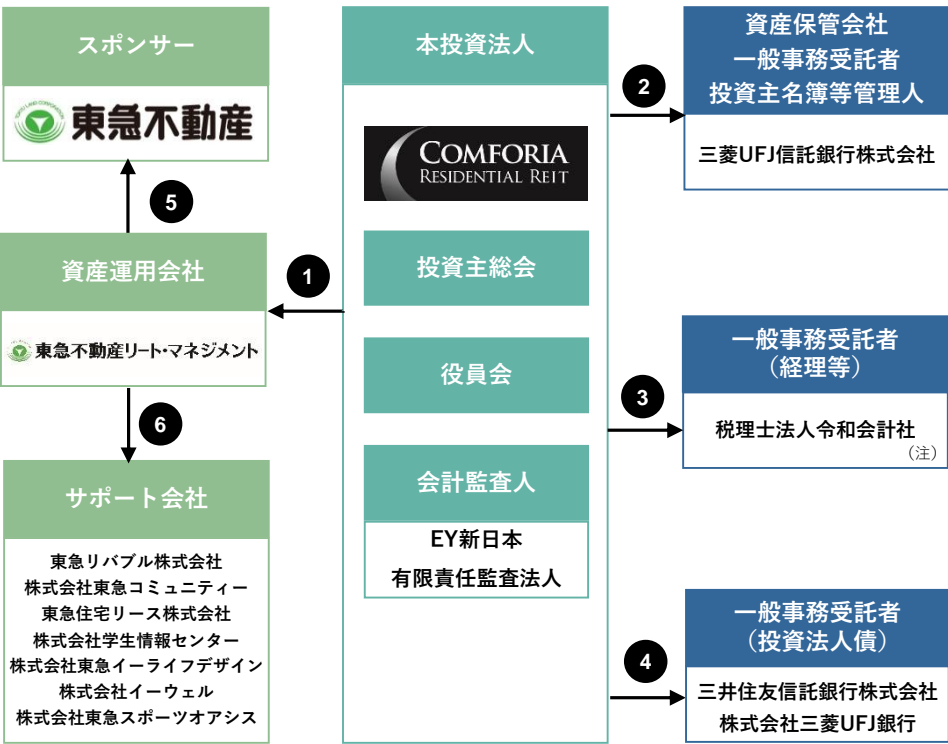 スポンサー
東急不動産
5
資産運用会社
東急不動産リート・マネジメント
6
サポート会社
東急リバブル株式会社
株式会社東急コミュニティー
東急住宅リース株式会社
株式会社学生情報センター
株式会社東急イーライフデザイン
株式会社イーウェル
株式会社東急スポーツオアシス
1
本投資法人
COMFORIA
RESIDENTIAL REIT
投資主総会
役員会
会計監査人
EY新日本
有限責任監査法人
2
資産保管会社
一般事務受託者
投資主名簿等管理人
三菱UFJ信託銀行株式会社
3
一般事務受託者
（経理等）
税理士法人令和会計社
（注）
4
一般事務受託者
（投資法人債）
三井住友信託銀行株式会社
株式会社三菱UFJ銀行